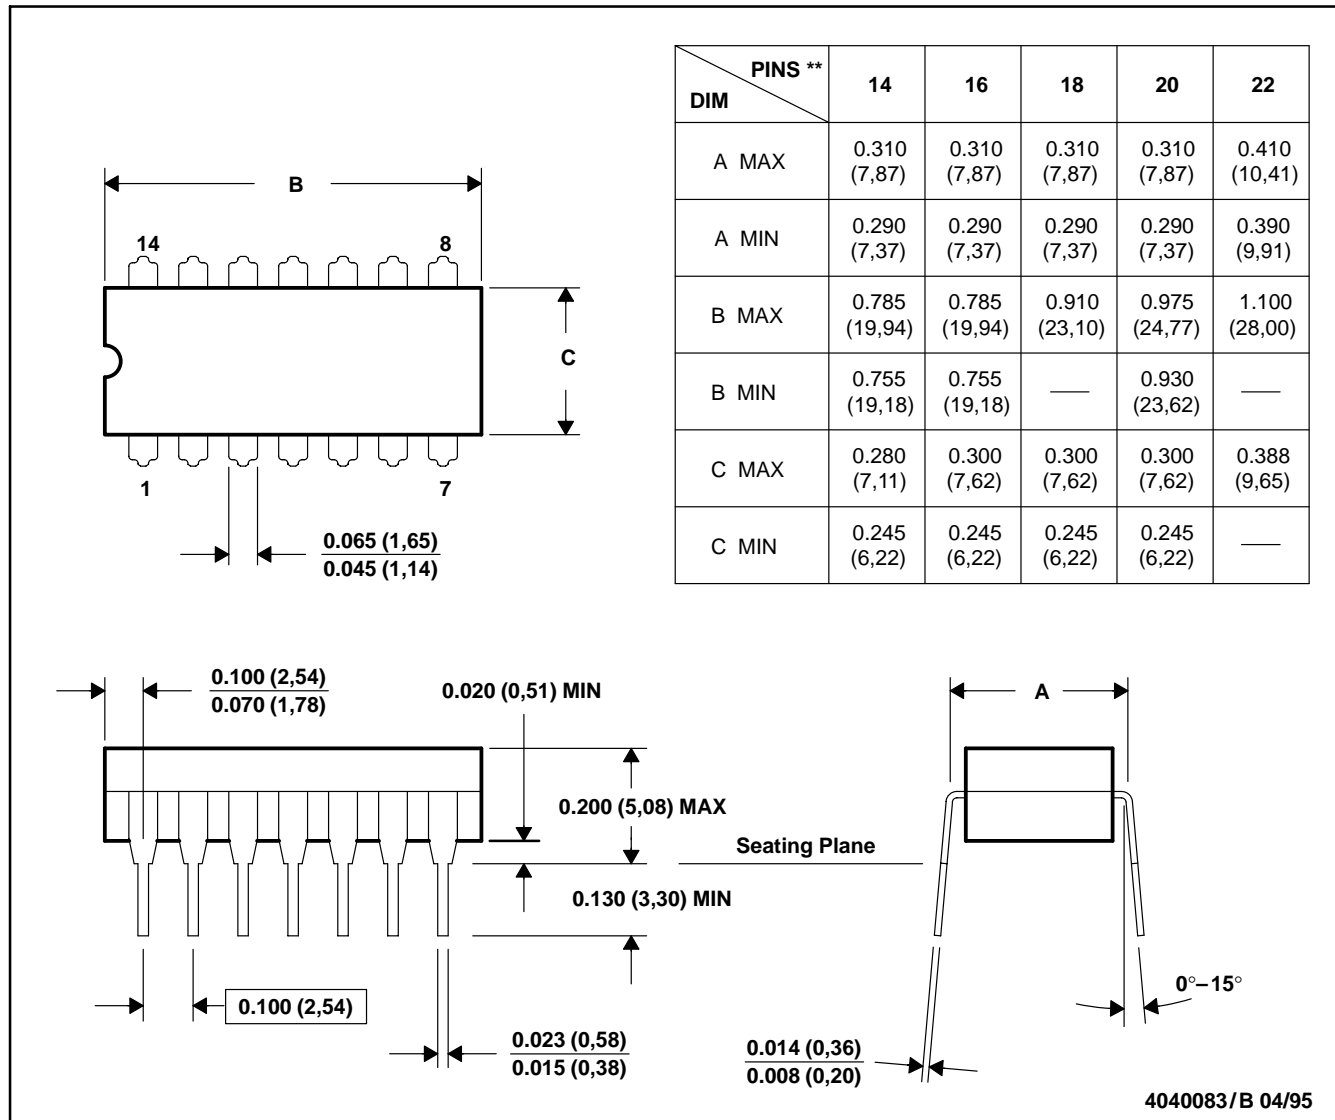 PINS **
DIM
14 16 18 20 22
A MAX
0.310 (7,87) 0.310 (7,87) 0.310 (7,87) 0.310 (7,87) 0.410 (10,41)
A MIN
0.290 (7,37) 0.290 (7,37) 0.290 (7,37) 0.290 (7,37) 0.390 (9,91)
B MAX
0.785 (19,94) 0.785 (19,94) 0.910 (23,10) 0.975 (24,77) 1.100 (28,00)
B MIN
0.755 (19,18) 0.755 (19,18) — 0.930 (23,62) —
C MAX
0.280 (7,11) 0.300 (7,62) 0.300 (7,62) 0.300 (7,62) 0.388 (9,65)
C MIN
0.245 (6,22) 0.245 (6,22) 0.245 (6,22) 0.245 (6,22) —
B
14 8
C
1 7
0.065 (1,65)
0.045 (1,14)
0.100 (2,54)
0.070 (1,78)
0.020 (0,51) MIN
0.200 (5,08) MAX
Seating Plane
0.130 (3,30) MIN
0.100 (2,54)
0.023 (0,58)
0.015 (0,38)
A
0°–15°
0.014 (0,36)
0.008 (0,20)
4040083/B 04/95